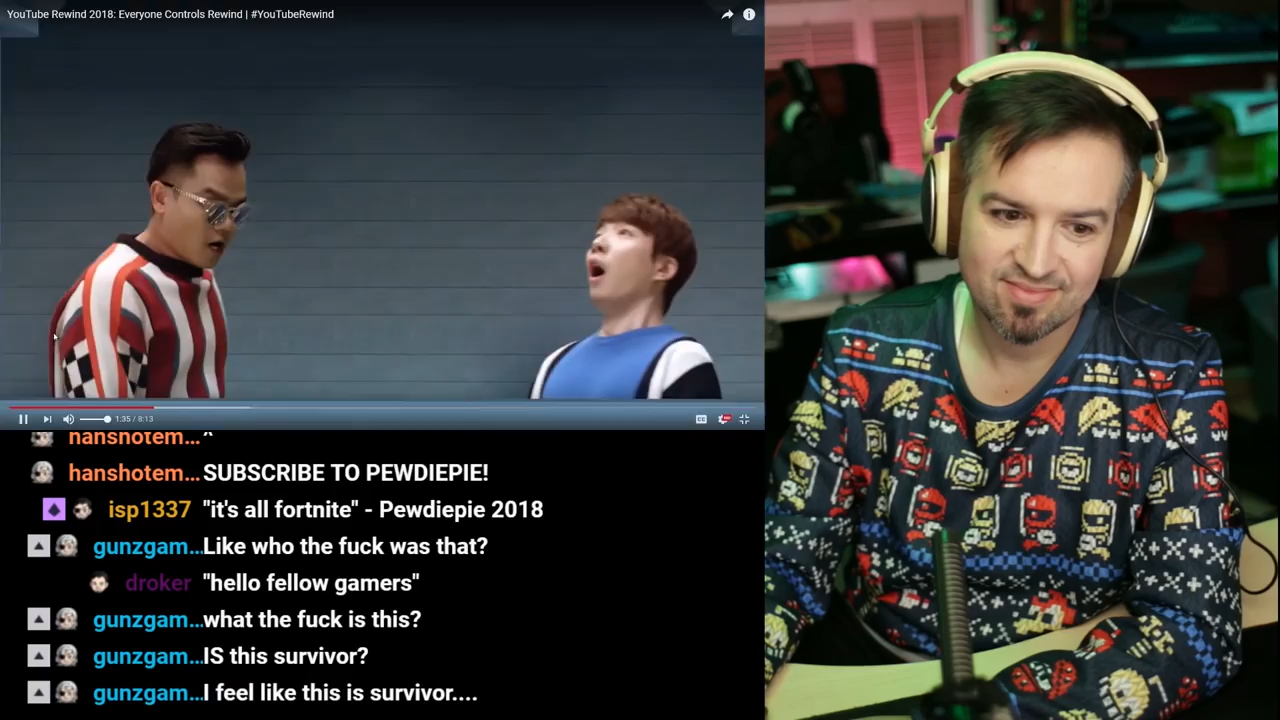 YouTube Rewind 2018: Everyone Controls Rewind | #YouTubeRewind
1:35 / 8:13
hanshotem... ^
hanshotem... SUBSCRIBE TO PEWDIEPIE!
isp1337 "it's all fortnite" - Pewdiepie 2018
gunzgam... Like who the fuck was that?
droker "hello fellow gamers"
gunzgam... what the fuck is this?
gunzgam... IS this survivor?
gunzgam... I feel like this is survivor....